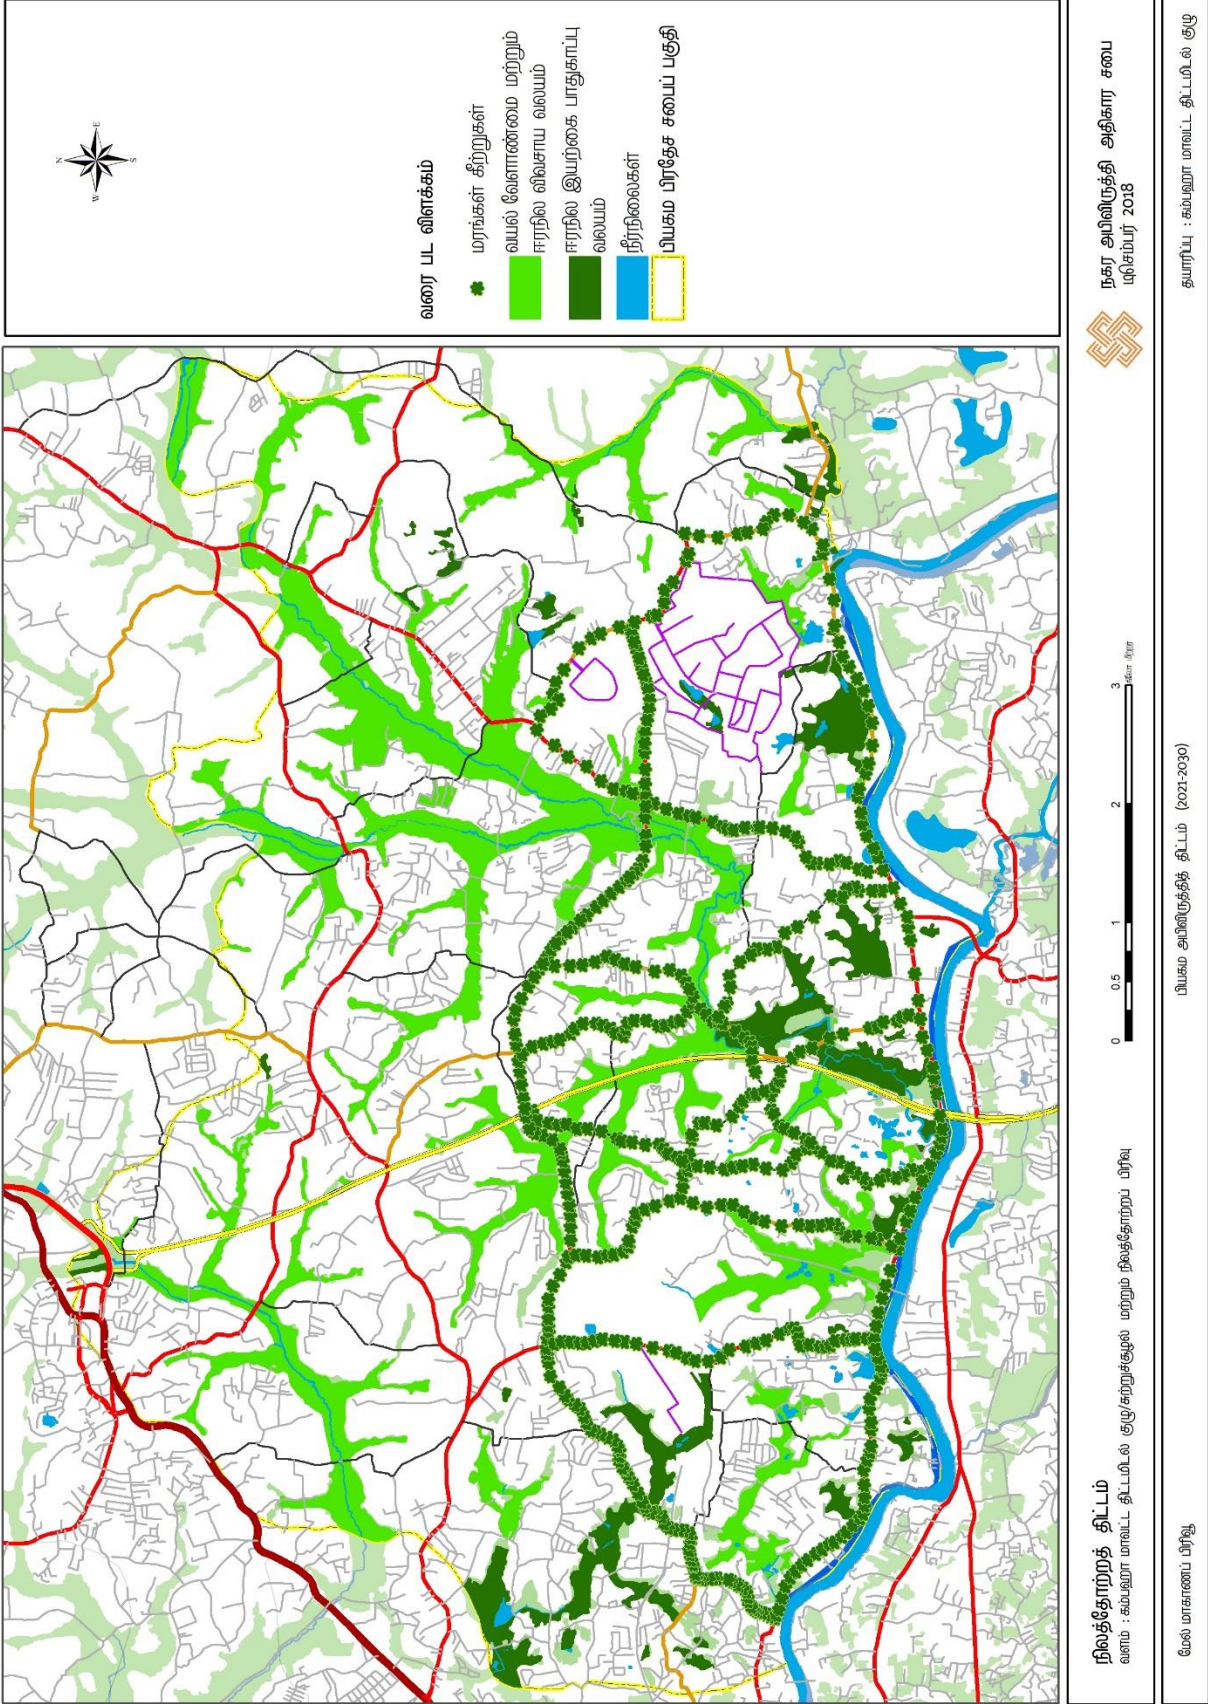 N
W
E
S
வரை பட விளக்கம்
மரங்கள் கீற்றுகள்
வயல் வேளாண்மை மற்றும்
ஈரநில விவசாய வலயம்
ஈரநில இயற்கை பாதுகாப்பு
வலயம்
நீர்நிலைகள்
பியகம பிரதேச சபைப் பகுதி
நிலத்தோற்றத் திட்டம்
வளம் : கம்பஹா மாவட்ட திட்டமிடல் குழு/சுற்றுச்சூழல் மற்றும் நிலத்தோற்றப் பிரிவு
0 0.5 1 2 3
கிலோ மீற்றர்
நகர அபிவிருத்தி அதிகார சபை
டிசெம்பர் 2018
மேல் மாகாணப் பிரிவு
பியகம அபிவிருத்தித் திட்டம் (2021-2030)
தயாரிப்பு : கம்பஹா மாவட்ட திட்டமிடல் குழு